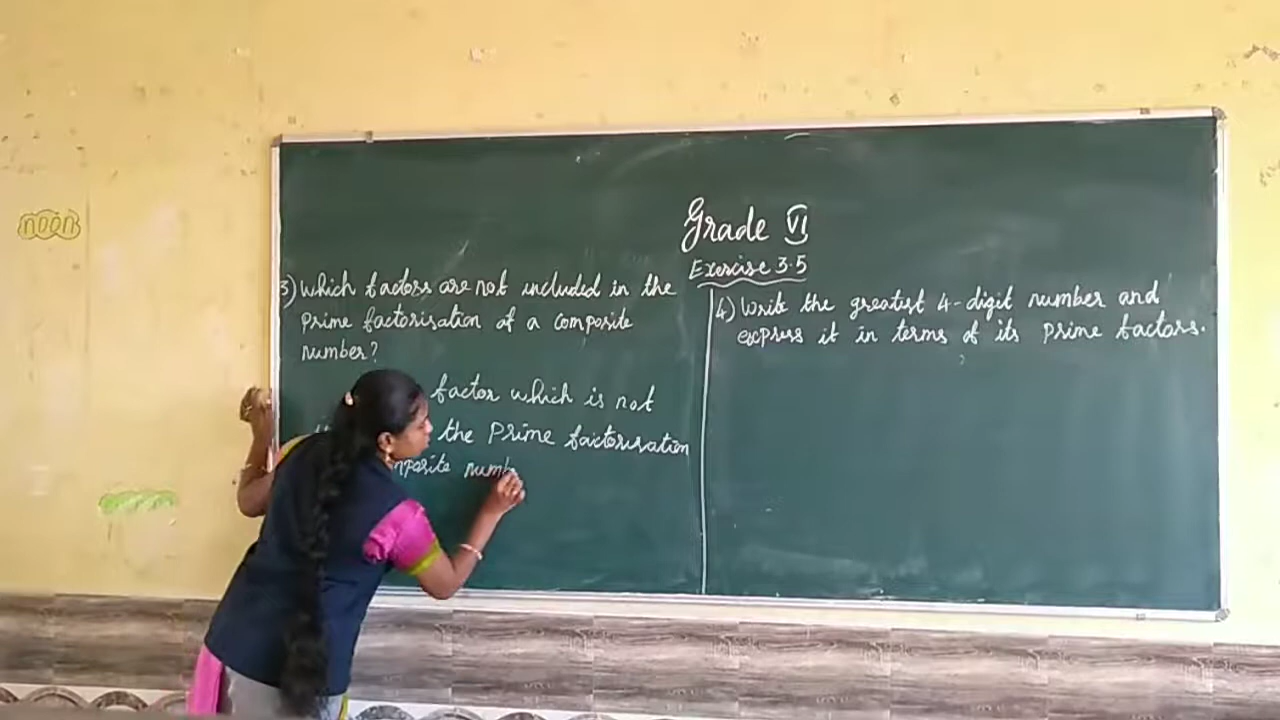 noon
Grade VI
Exercise 3.5
3) Which factors are not included in the
Prime factorisation of a composite
number?
factor which is not
the Prime factorisation
numb
4) Write the greatest 4-digit number and
express it in terms of its Prime factors.